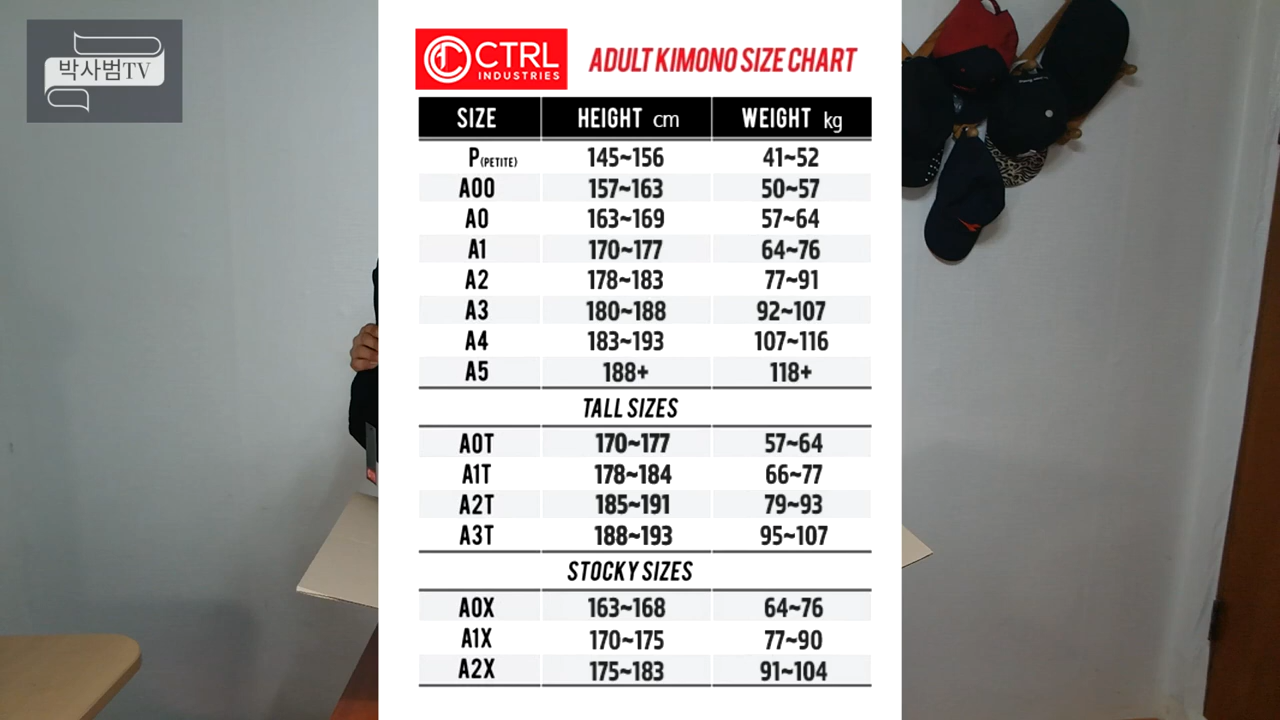 박사범TV
CTRL
INDUSTRIES
ADULT KIMONO SIZE CHART
SIZE HEIGHT cm WEIGHT kg
P(PETITE) 145~156 41~52
A00 157~163 50~57
A0 163~169 57~64
A1 170~177 64~76
A2 178~183 77~91
A3 180~188 92~107
A4 183~193 107~116
A5 188+ 118+
TALL SIZES
A0T 170~177 57~64
A1T 178~184 66~77
A2T 185~191 79~93
A3T 188~193 95~107
STOCKY SIZES
A0X 163~168 64~76
A1X 170~175 77~90
A2X 175~183 91~104